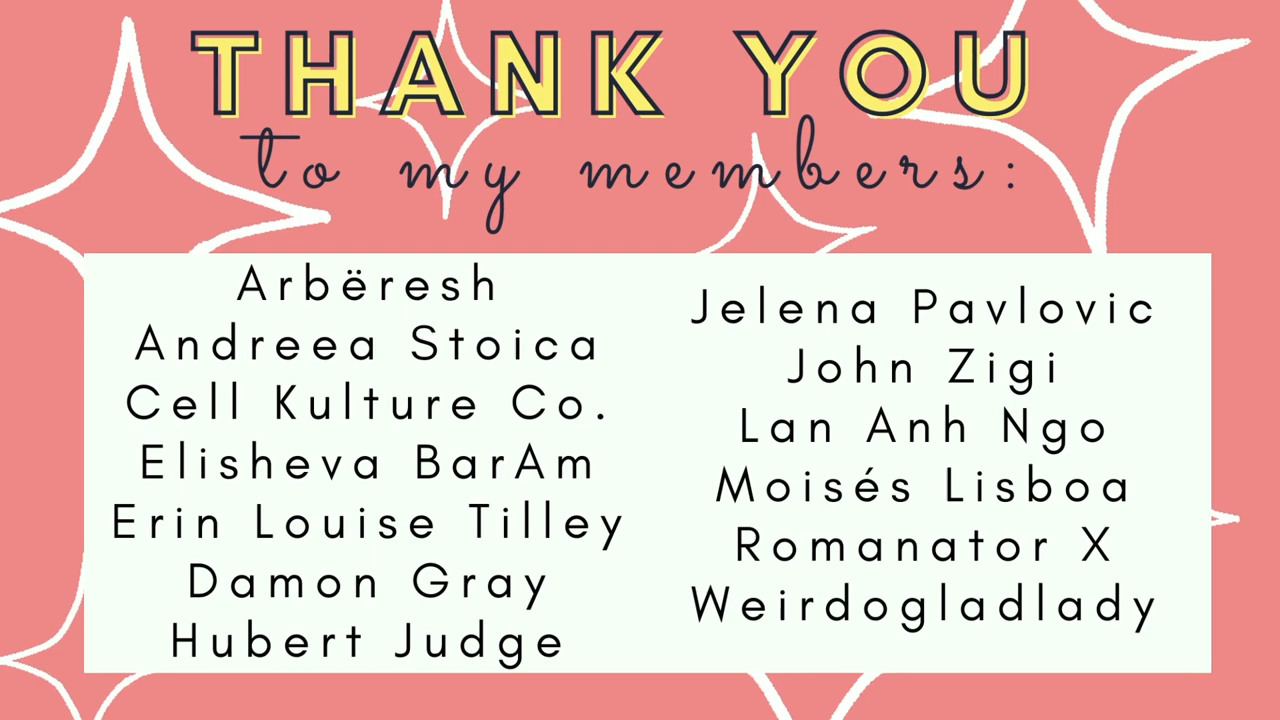 THANK YOU
to my members:
Arbëresh
Andreea Stoica
Cell Kulture Co.
Elisheva BarAm
Erin Louise Tilley
Damon Gray
Hubert Judge
Jelena Pavlovic
John Zigi
Lan Anh Ngo
Moisés Lisboa
Romanator X
Weirdogladlady